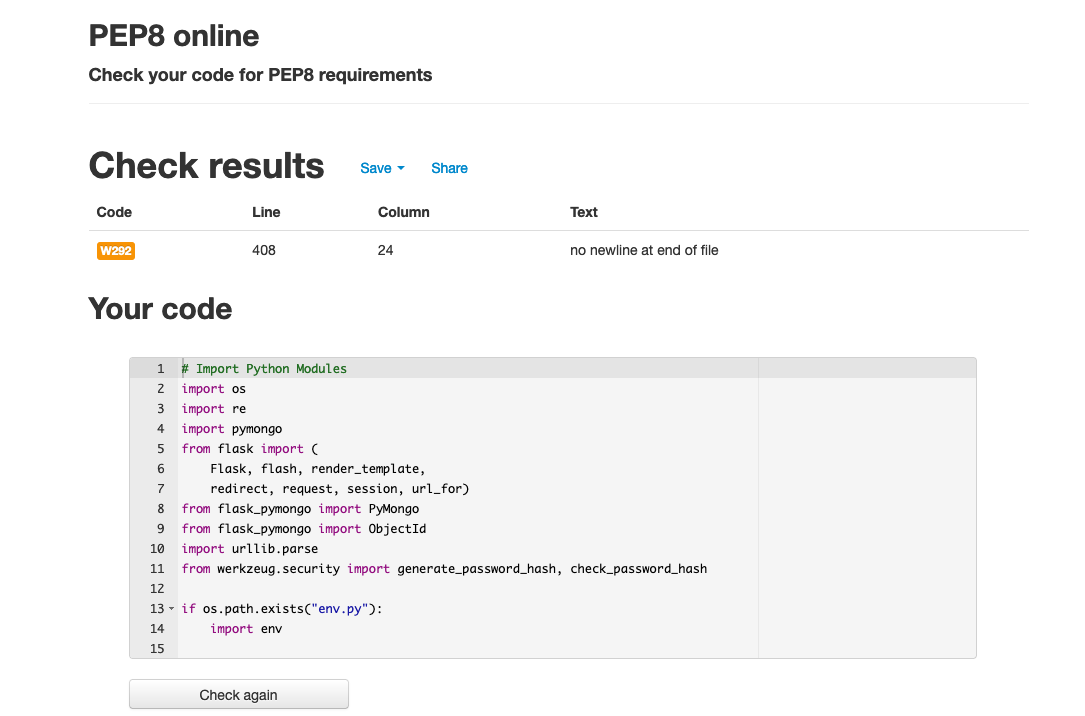 PEP8 online
Check your code for PEP8 requirements
Check results Save Share
Code Line Column Text
W292 408 24 no newline at end of file
Your code
1 # Import Python Modules
2 import os
3 import re
4 import pymongo
5 from flask import (
6     Flask, flash, render_template,
7     redirect, request, session, url_for)
8 from flask_pymongo import PyMongo
9 from flask_pymongo import ObjectId
10 import urllib.parse
11 from werkzeug.security import generate_password_hash, check_password_hash
12
13 if os.path.exists("env.py"):
14     import env
15
Check again